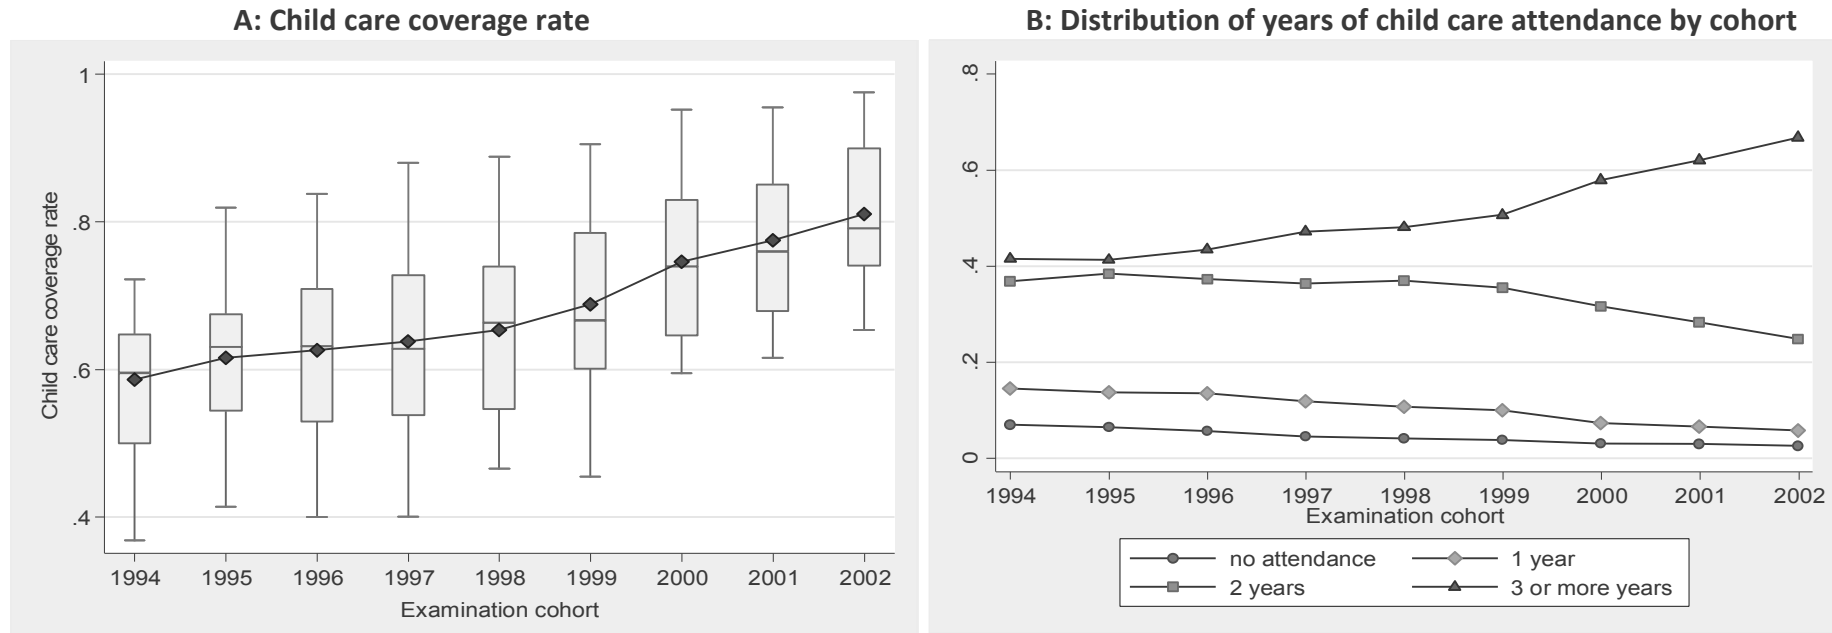 A: Child care coverage rate
1
.8
.6
.4
Child care coverage rate
1994 1995 1996 1997 1998 1999 2000 2001 2002
Examination cohort
B: Distribution of years of child care attendance by cohort
.8
.6
.4
.2
0
1994 1995 1996 1997 1998 1999 2000 2001 2002
Examination cohort
no attendance 1 year
2 years 3 or more years